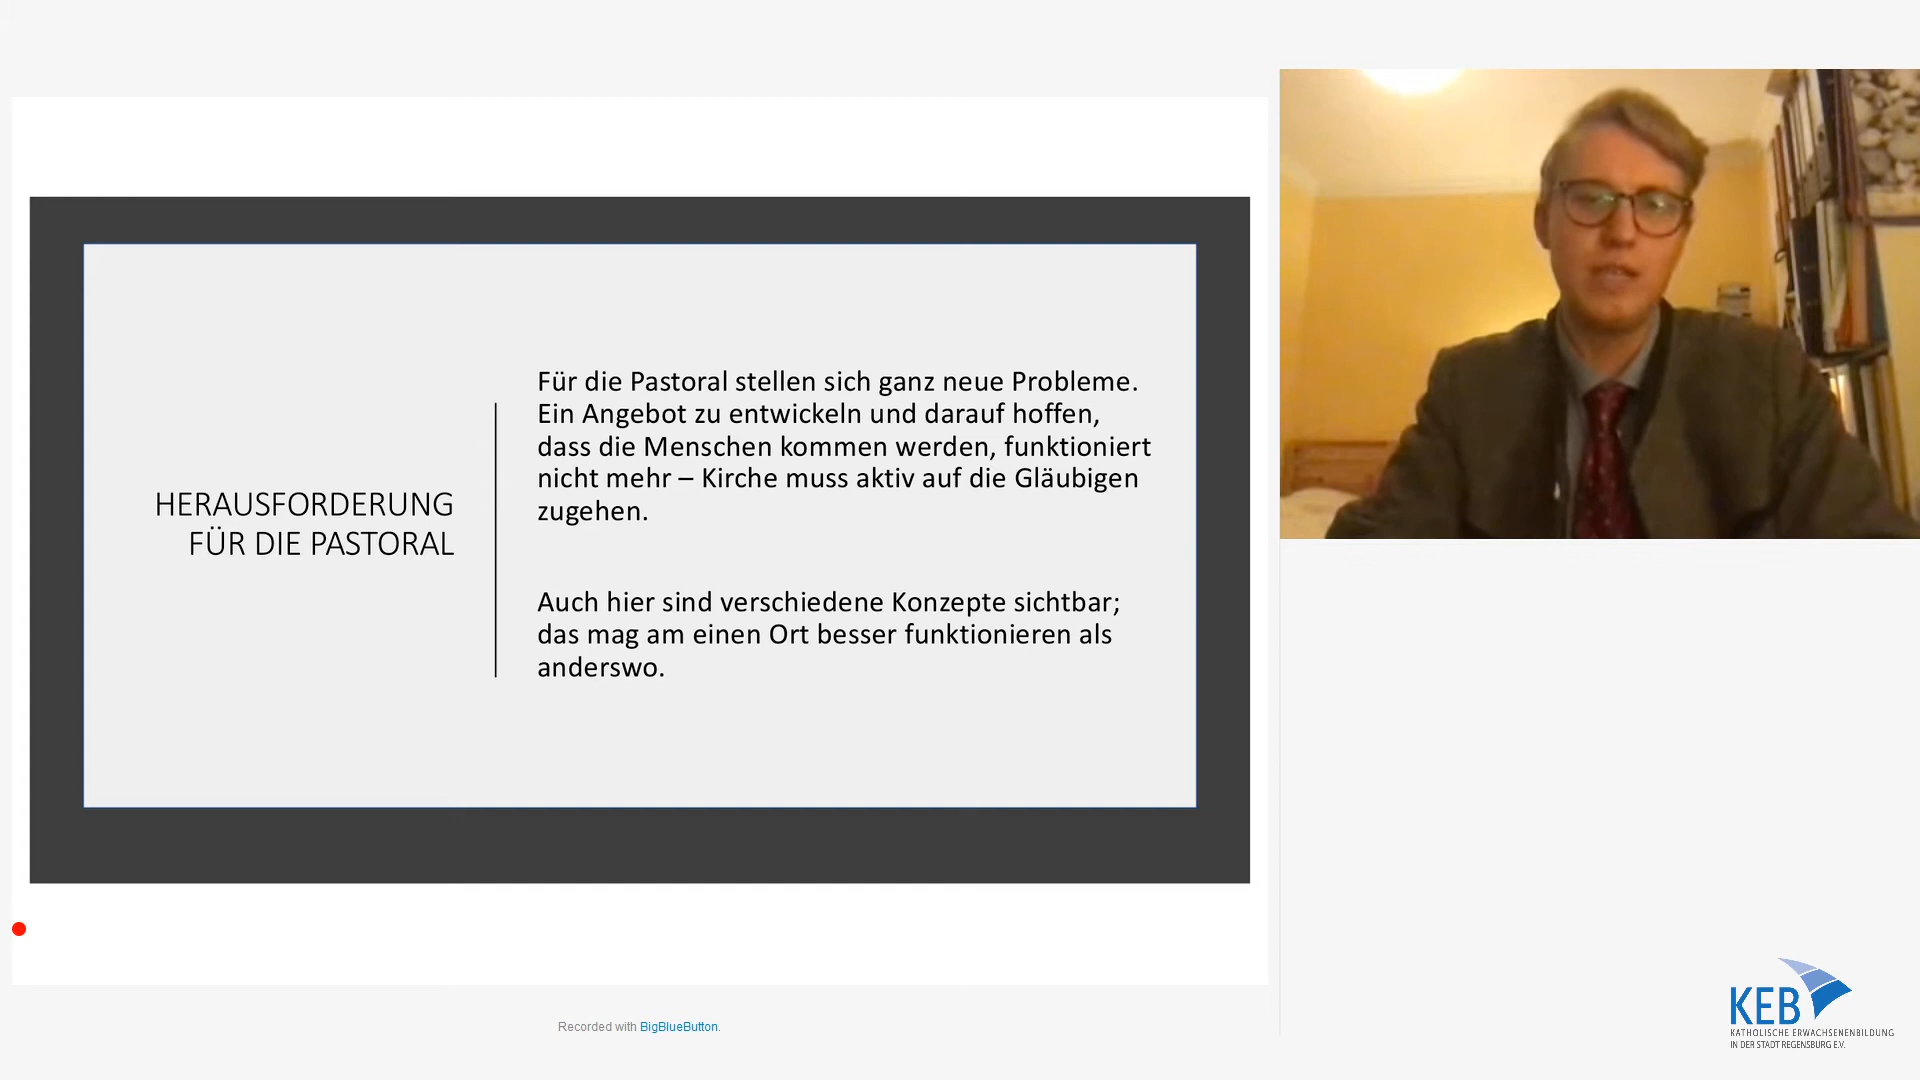 HERAUSFORDERUNG
FÜR DIE PASTORAL
Für die Pastoral stellen sich ganz neue Probleme.
Ein Angebot zu entwickeln und darauf hoffen,
dass die Menschen kommen werden, funktioniert
nicht mehr – Kirche muss aktiv auf die Gläubigen
zugehen.
Auch hier sind verschiedene Konzepte sichtbar;
das mag am einen Ort besser funktionieren als
anderswo.
Recorded with BigBlueButton.
KEB
KATHOLISCHE ERWACHSENENBILDUNG
IN DER STADT REGENSBURG E.V.